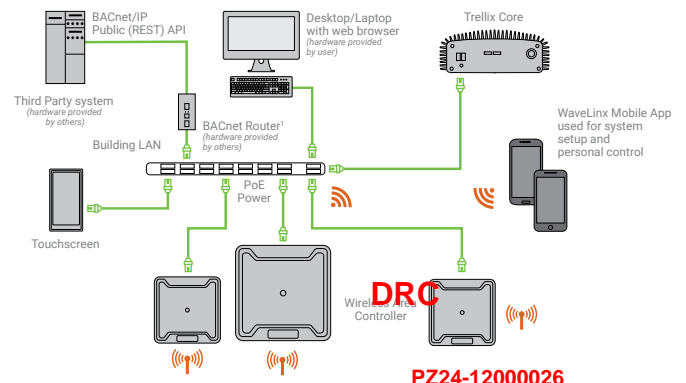 BACnet/IP
Public (REST) API
Desktop/Laptop
with web browser
(hardware provided
by user)
Trellix Core
Third Party system
(hardware provided
by others)
BACnet Router¹
(hardware provided
by others)
Building LAN
WaveLinx Mobile App
used for system
setup and
personal control
PoE
Power
Touchscreen
DRC
Wireless Area
Controller
PZ24-12000026